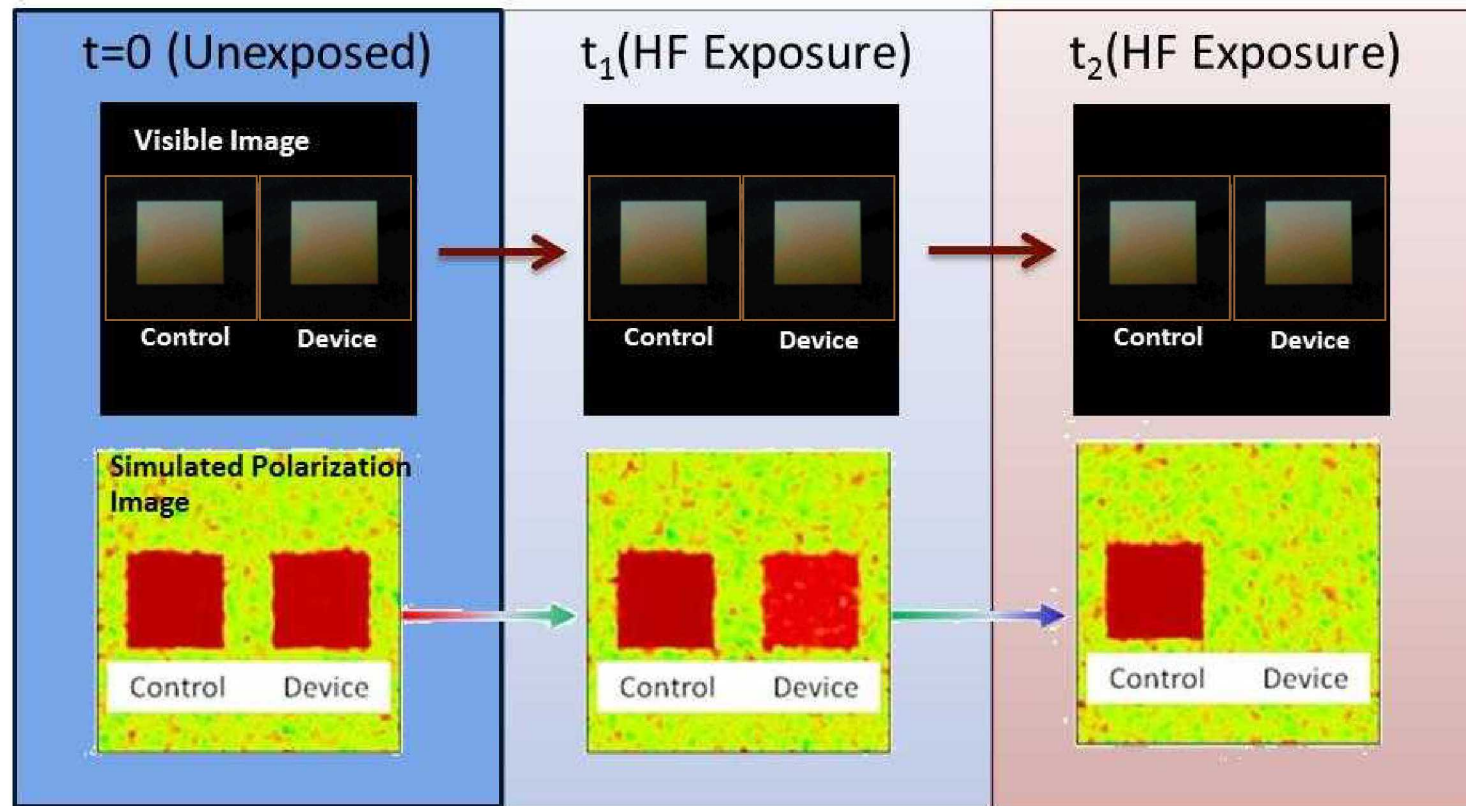 t=0 (Unexposed)
Visible Image
Control Device
Simulated Polarization
Image
Control Device
t₁(HF Exposure)
Control Device
Control Device
t₂(HF Exposure)
Control Device
Control Device